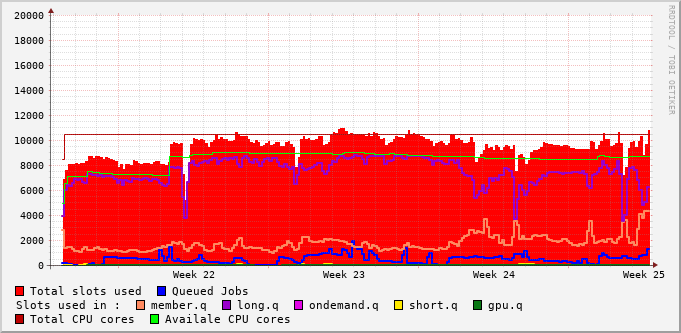 20000
18000
16000
14000
12000
10000
8000
6000
4000
2000
0
Week 22 Week 23 Week 24 Week 25
RRDTOOL / TOBI OETIKER
Total slots used Queued Jobs
Slots used in : member.q long.q ondemand.q short.q gpu.q
Total CPU cores Availale CPU cores